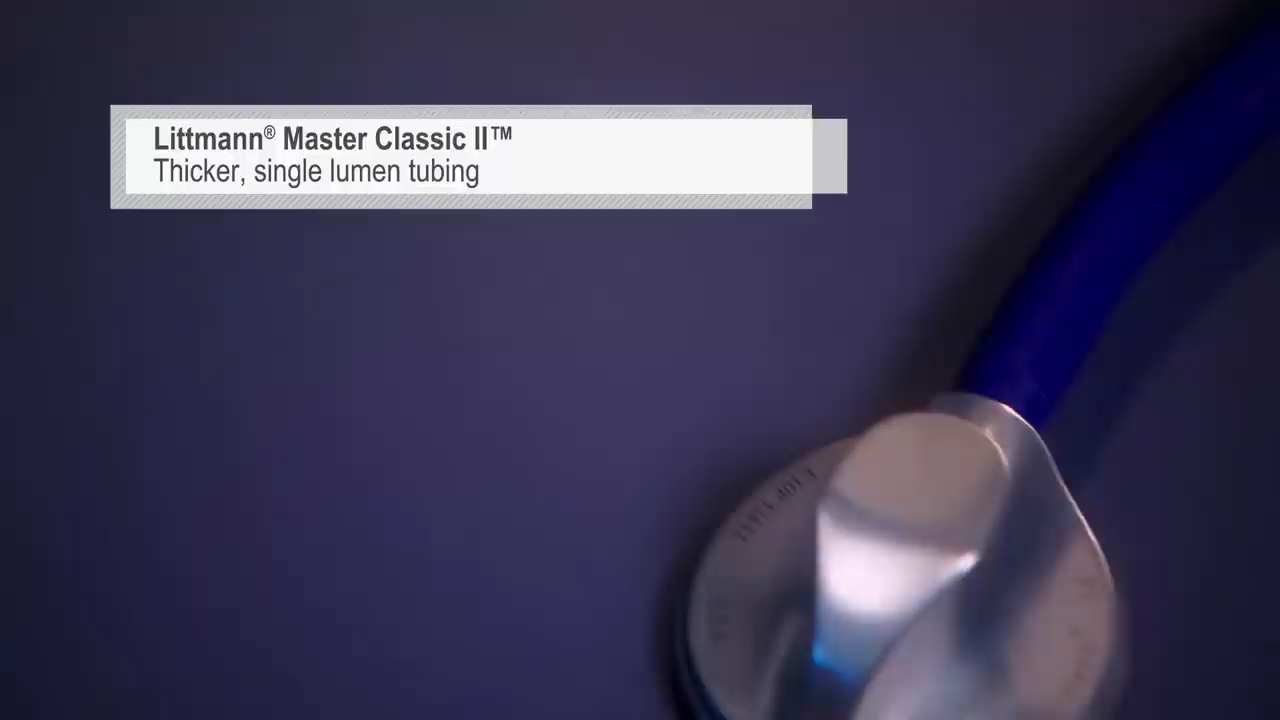 Littmann® Master Classic II™
Thicker, single lumen tubing